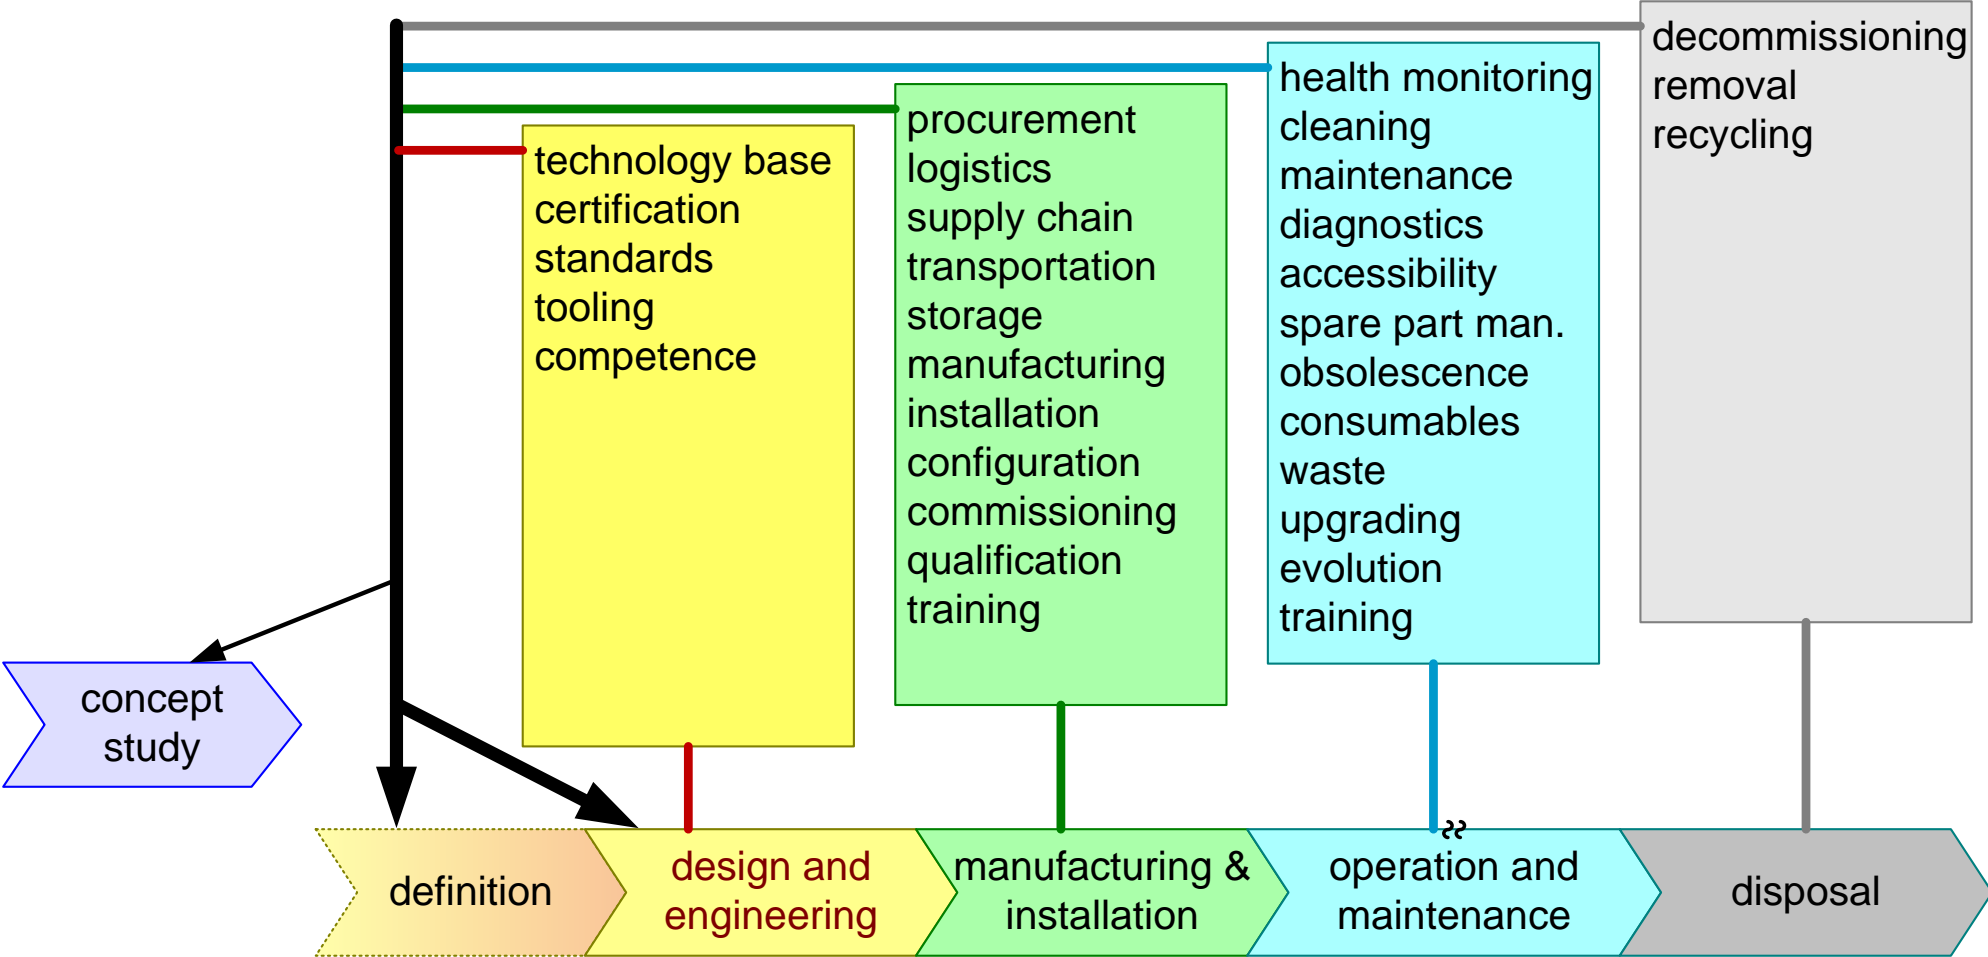 decommissioning
removal
recycling
health monitoring
cleaning
maintenance
diagnostics
accessibility
spare part man.
obsolescence
consumables
waste
upgrading
evolution
training
procurement
logistics
supply chain
transportation
storage
manufacturing
installation
configuration
commissioning
qualification
training
technology base
certification
standards
tooling
competence
concept
study
definition
design and
engineering
manufacturing &
installation
operation and
maintenance
disposal